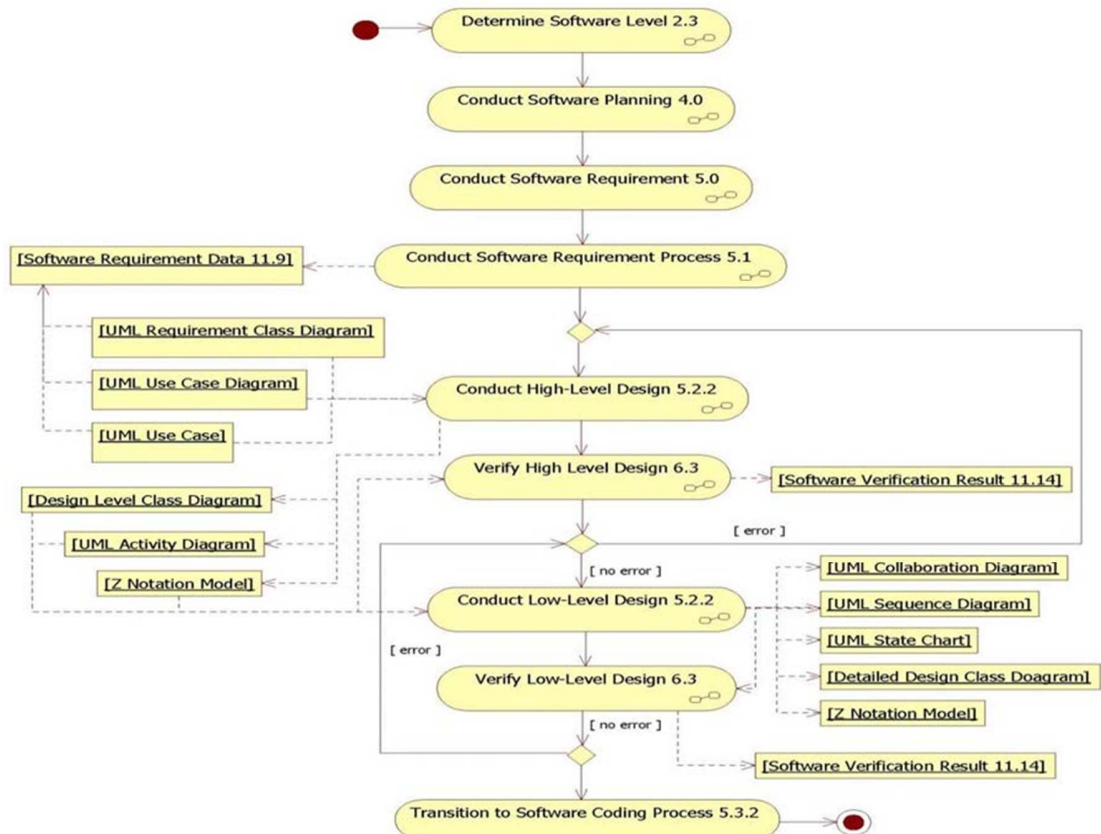 Determine Software Level 2.3
Conduct Software Planning 4.0
Conduct Software Requirement 5.0
Conduct Software Requirement Process 5.1
[Software Requirement Data 11.9]
[UML Requirement Class Diagram]
[UML Use Case Diagram]
[UML Use Case]
Conduct High-Level Design 5.2.2
Verify High Level Design 6.3
[Software Verification Result 11.14]
[Design Level Class Diagram]
[UML Activity Diagram]
[Z Notation Model]
[ error ]
[ no error ]
Conduct Low-Level Design 5.2.2
[UML Collaboration Diagram]
[UML Sequence Diagram]
[UML State Chart]
[Detailed Design Class Doagram]
[Z Notation Model]
[ error ]
Verify Low-Level Design 6.3
[ no error ]
[Software Verification Result 11.14]
Transition to Software Coding Process 5.3.2